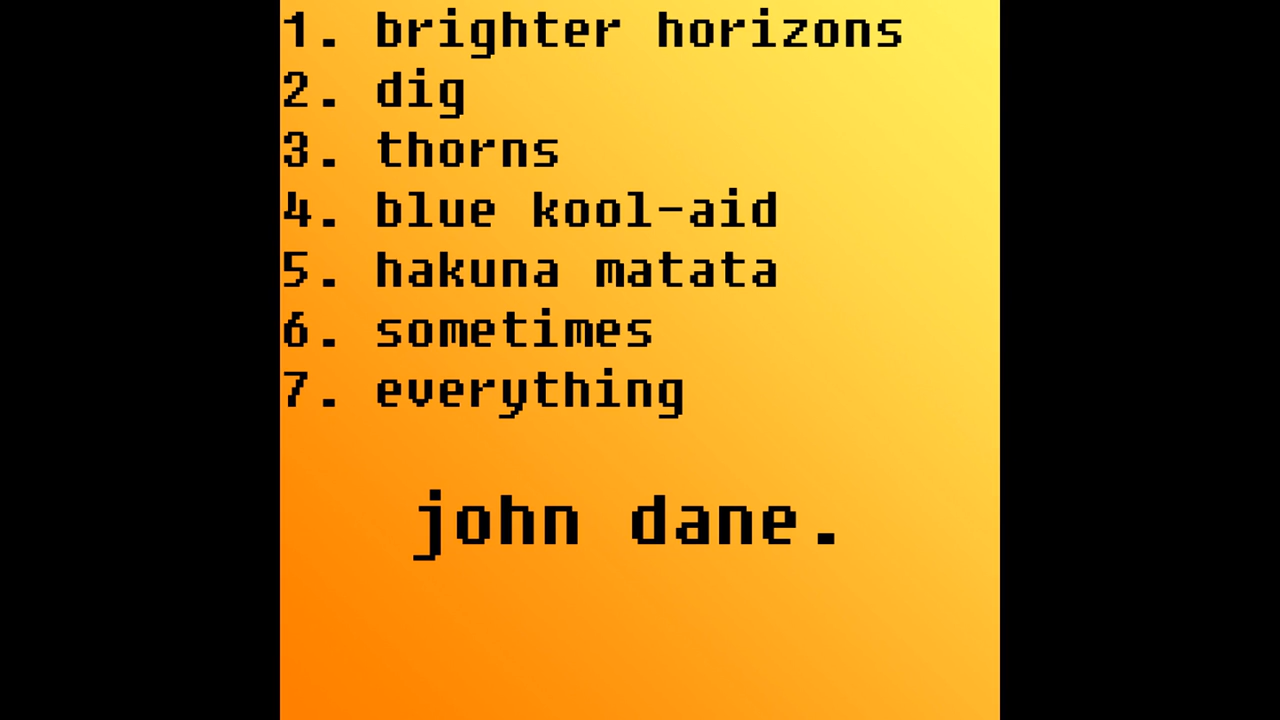 1. brighter horizons
2. dig
3. thorns
4. blue kool-aid
5. hakuna matata
6. sometimes
7. everything
john dane.